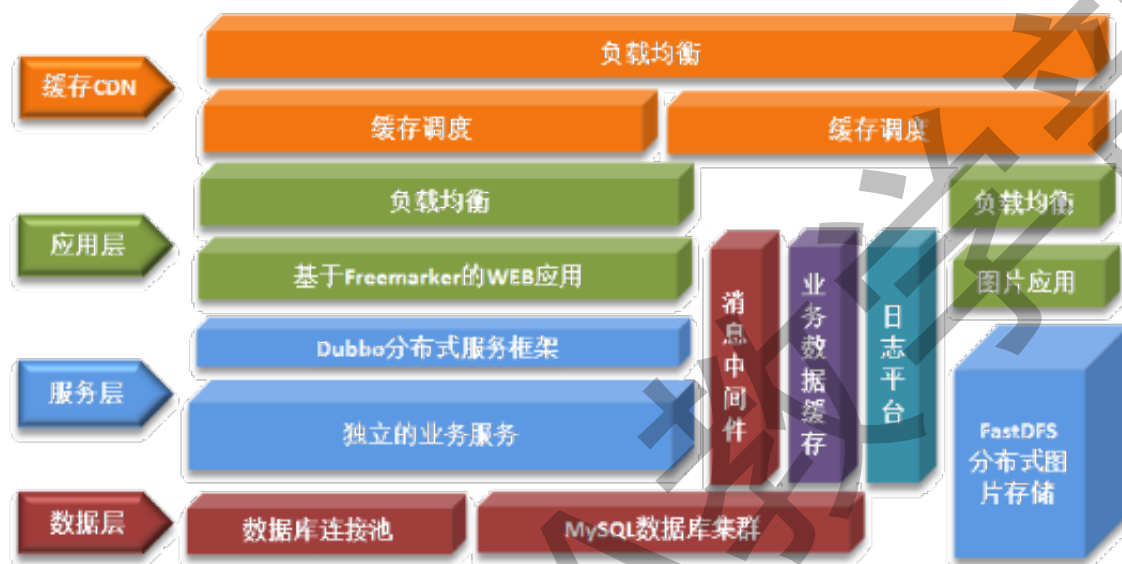 缓存CDN
负载均衡
缓存调度
缓存调度
应用层
负载均衡
基于Freemarker的WEB应用
负载均衡
图片应用
服务层
Dubbo分布式服务框架
独立的业务服务
消息中间件
业务数据缓存
日志平台
FastDFS
分布式图
片存储
数据层
数据库连接池
MySQL数据库集群